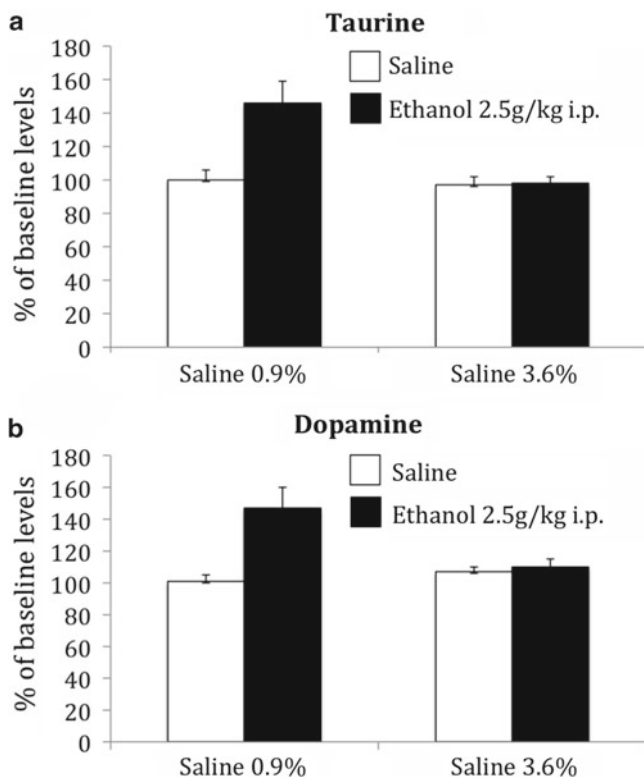 a
Taurine
% of baseline levels
180
160
140
120
100
80
60
40
20
0
Saline
Ethanol 2.5g/kg i.p.
Saline 0.9%
Saline 3.6%
b
Dopamine
% of baseline levels
180
160
140
120
100
80
60
40
20
0
Saline
Ethanol 2.5g/kg i.p.
Saline 0.9%
Saline 3.6%